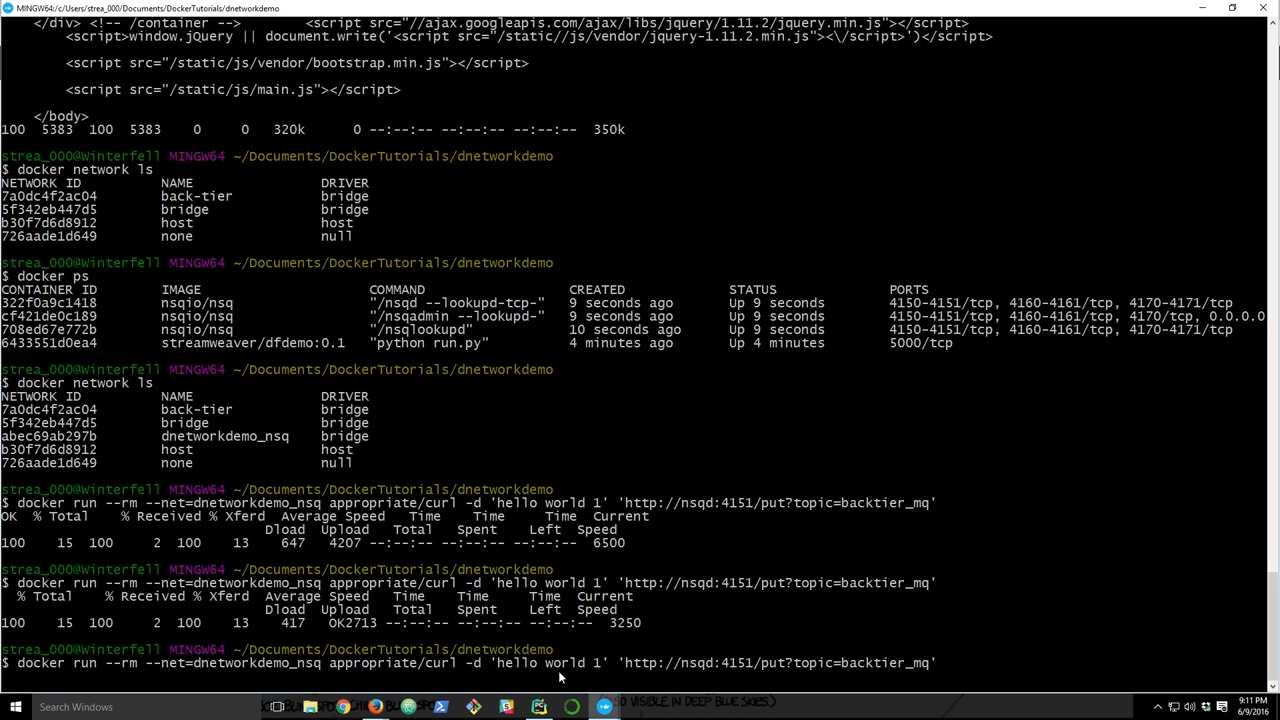 MINGW64:/c/Users/strea_000/Documents/DockerTutorials/dnetworkdemo
</div> <!-- /container --> <script src="//ajax.googleapis.com/ajax/libs/jquery/1.11.2/jquery.min.js"></script>
<script>window.jQuery || document.write('<script src="/static//js/vendor/jquery-1.11.2.min.js"><\/script>')</script>
<script src="/static/js/vendor/bootstrap.min.js"></script>
<script src="/static/js/main.js"></script>
</body>
100 5383 100 5383 0 0 320k 0 --:--:-- --:--:-- --:--:-- 350k
strea_000@Winterfell MINGW64 ~/Documents/DockerTutorials/dnetworkdemo
$ docker network ls
NETWORK ID NAME DRIVER
7a0dc4f2ac04 back-tier bridge
5f342eb447d5 bridge bridge
b30f7d6d8912 host host
726aade1d649 none null
strea_000@Winterfell MINGW64 ~/Documents/DockerTutorials/dnetworkdemo
$ docker ps
CONTAINER ID IMAGE COMMAND CREATED STATUS PORTS
322f0a9c1418 nsqio/nsq "/nsqd --lookupd-tcp-" 9 seconds ago Up 9 seconds 4150-4151/tcp, 4160-4161/tcp, 4170-4171/tcp
cf421de0c189 nsqio/nsq "/nsqadmin --lookupd-" 9 seconds ago Up 9 seconds 4150-4151/tcp, 4160-4161/tcp, 4170/tcp, 0.0.0.0
708ed67e772b nsqio/nsq "/nsqlookupd" 10 seconds ago Up 9 seconds 4150-4151/tcp, 4160-4161/tcp, 4170-4171/tcp
6433551d0ea4 streamweaver/dfdemo:0.1 "python run.py" 4 minutes ago Up 4 minutes 5000/tcp
strea_000@Winterfell MINGW64 ~/Documents/DockerTutorials/dnetworkdemo
$ docker network ls
NETWORK ID NAME DRIVER
7a0dc4f2ac04 back-tier bridge
5f342eb447d5 bridge bridge
abec69ab297b dnetworkdemo_nsq bridge
b30f7d6d8912 host host
726aade1d649 none null
strea_000@Winterfell MINGW64 ~/Documents/DockerTutorials/dnetworkdemo
$ docker run --rm --net=dnetworkdemo_nsq appropriate/curl -d 'hello world 1' 'http://nsqd:4151/put?topic=backtier_mq'
OK % Total % Received % Xferd Average Speed Time Time Time Current
Dload Upload Total Spent Left Speed
100 15 100 2 100 13 647 4207 --:--:-- --:--:-- --:--:-- 6500
strea_000@Winterfell MINGW64 ~/Documents/DockerTutorials/dnetworkdemo
$ docker run --rm --net=dnetworkdemo_nsq appropriate/curl -d 'hello world 1' 'http://nsqd:4151/put?topic=backtier_mq'
% Total % Received % Xferd Average Speed Time Time Time Current
Dload Upload Total Spent Left Speed
100 15 100 2 100 13 417 OK2713 --:--:-- --:--:-- --:--:-- 3250
strea_000@Winterfell MINGW64 ~/Documents/DockerTutorials/dnetworkdemo
$ docker run --rm --net=dnetworkdemo_nsq appropriate/curl -d 'hello world 1' 'http://nsqd:4151/put?topic=backtier_mq'
Search Windows
VISIBLE IN DEEP BLUE SKIES.)
9:11 PM
6/9/2016